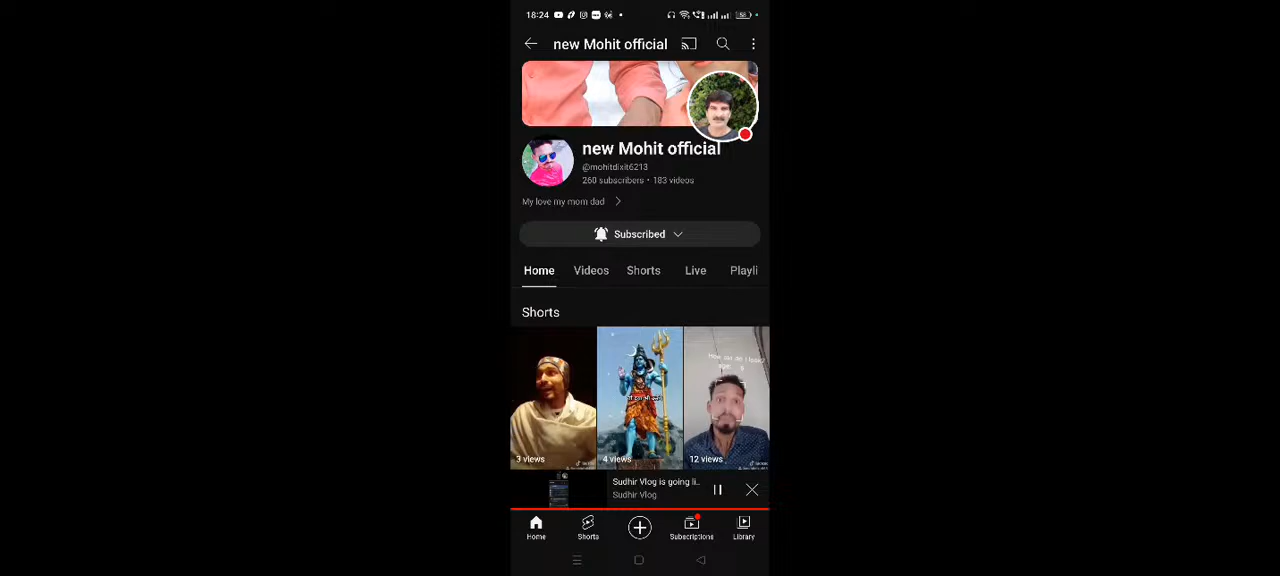 18:24
58
new Mohit official
new Mohit official
@mohitdixit6213
260 subscribers • 183 videos
My love my mom dad
Subscribed
Home Videos Shorts Live Playli
Shorts
3 views
4 views
12 views
Sudhir Vlog is going li..
Sudhir Vlog
Home Shorts Subscriptions Library